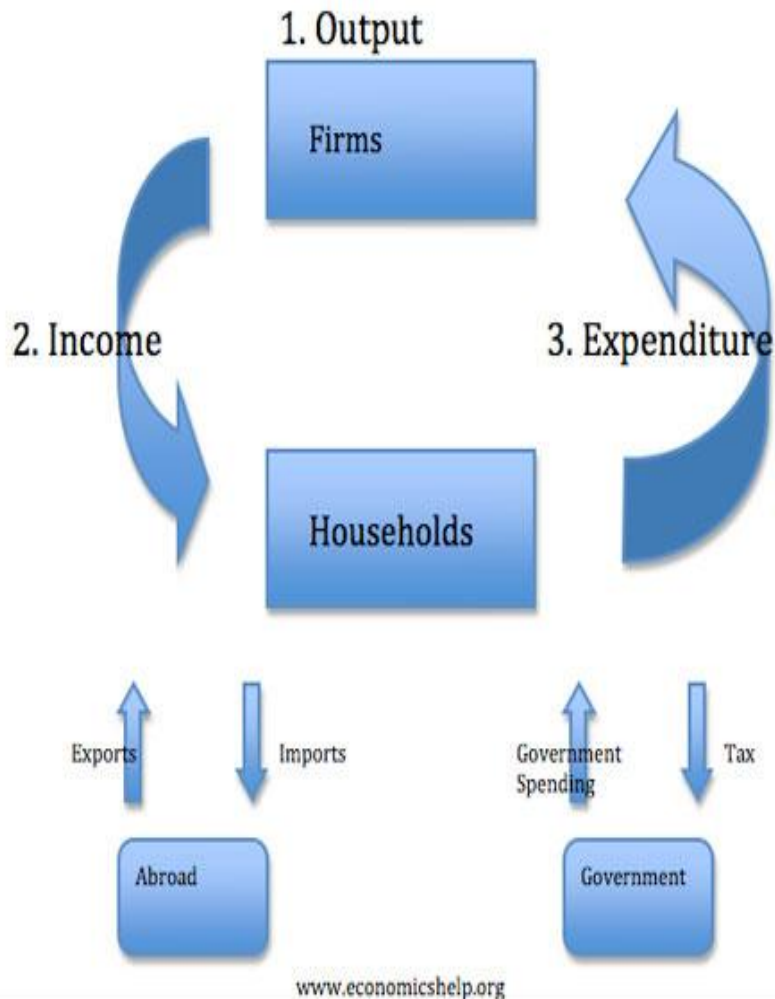 1. Output
Firms
2. Income
3. Expenditure
Households
Exports
Imports
Government
Spending
Tax
Abroad
Government
www.economicshelp.org